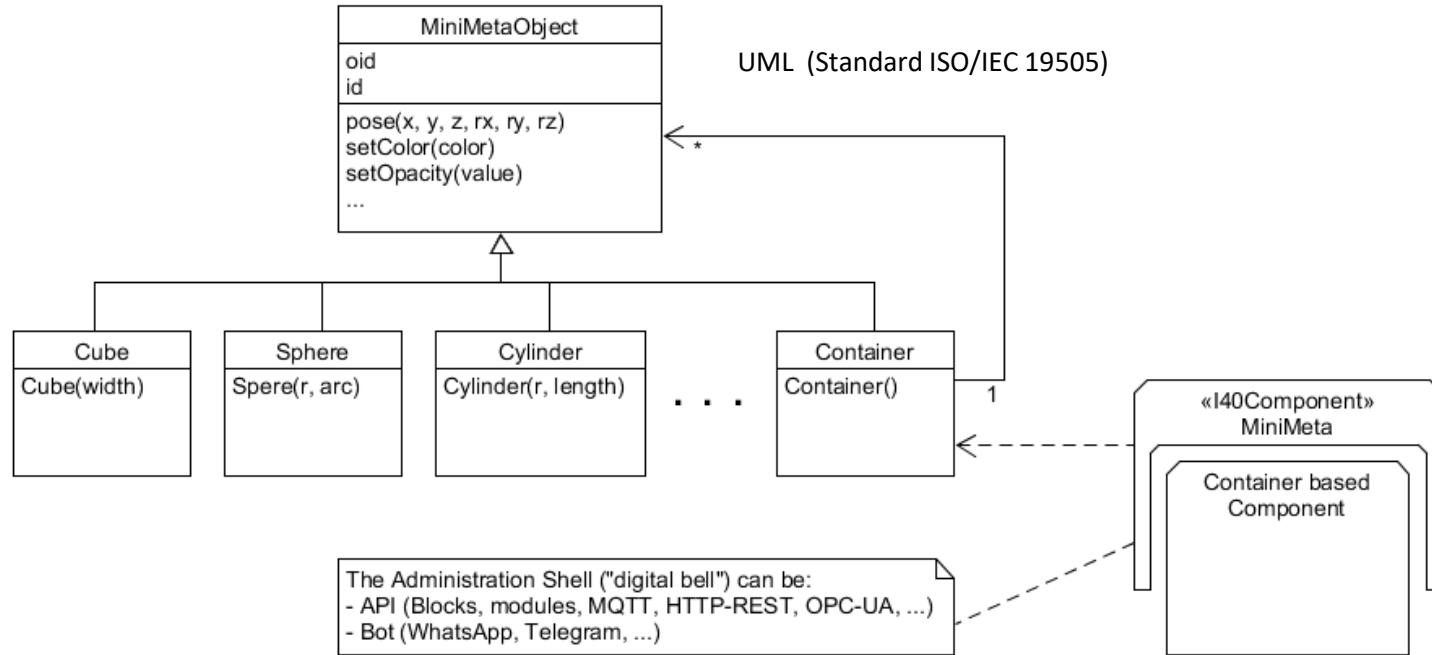 MiniMetaObject
oid
id
pose(x, y, z, rx, ry, rz)
setColor(color)
setOpacity(value)
...
UML (Standard ISO/IEC 19505)
*
Cube
Cube(width)
Sphere
Spere(r, arc)
Cylinder
Cylinder(r, length)
. . .
Container
Container()
1
«I40Component»
MiniMeta
Container based
Component
The Administration Shell ("digital bell") can be:
- API (Blocks, modules, MQTT, HTTP-REST, OPC-UA, ...)
- Bot (WhatsApp, Telegram, ...)